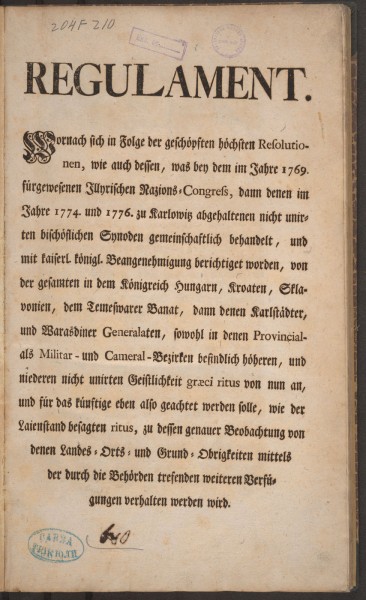 204F 210
REGULAMENT.
Wornach sich in Folge der geschöpften höchsten Resolutio-
nen, wie auch dessen, was bey dem im Jahre 1769.
fürgewesenen Illyrischen Nazions-Congress, dann denen im
Jahre 1774. und 1776. zu Karlowitz abgehaltenen nicht unir-
ten bischöflichen Synoden gemeinschaftlich behandelt, und
mit kaiserl. königl. Beangenehmigung berichtiget worden, von
der gesamten in dem Königreich Hungarn, Kroaten, Skla-
vonien, dem Temeswarer Banat, dann denen Karlstädter,
und Warasdiner Generalaten, sowohl in denen Provincial-
als Militar- und Cameral-Bezirken befindlich höheren, und
niederen nicht unirten Geistlichkeit græci ritus von nun an,
und für das künftige eben also geachtet werden solle, wie der
Laienstand besagten ritus, zu dessen genauer Beobachtung von
denen Landes-Orts- und Grund-Obrigkeiten mittels
der durch die Behörden trefenden weiteren Verfü-
gungen verhalten werden wird.